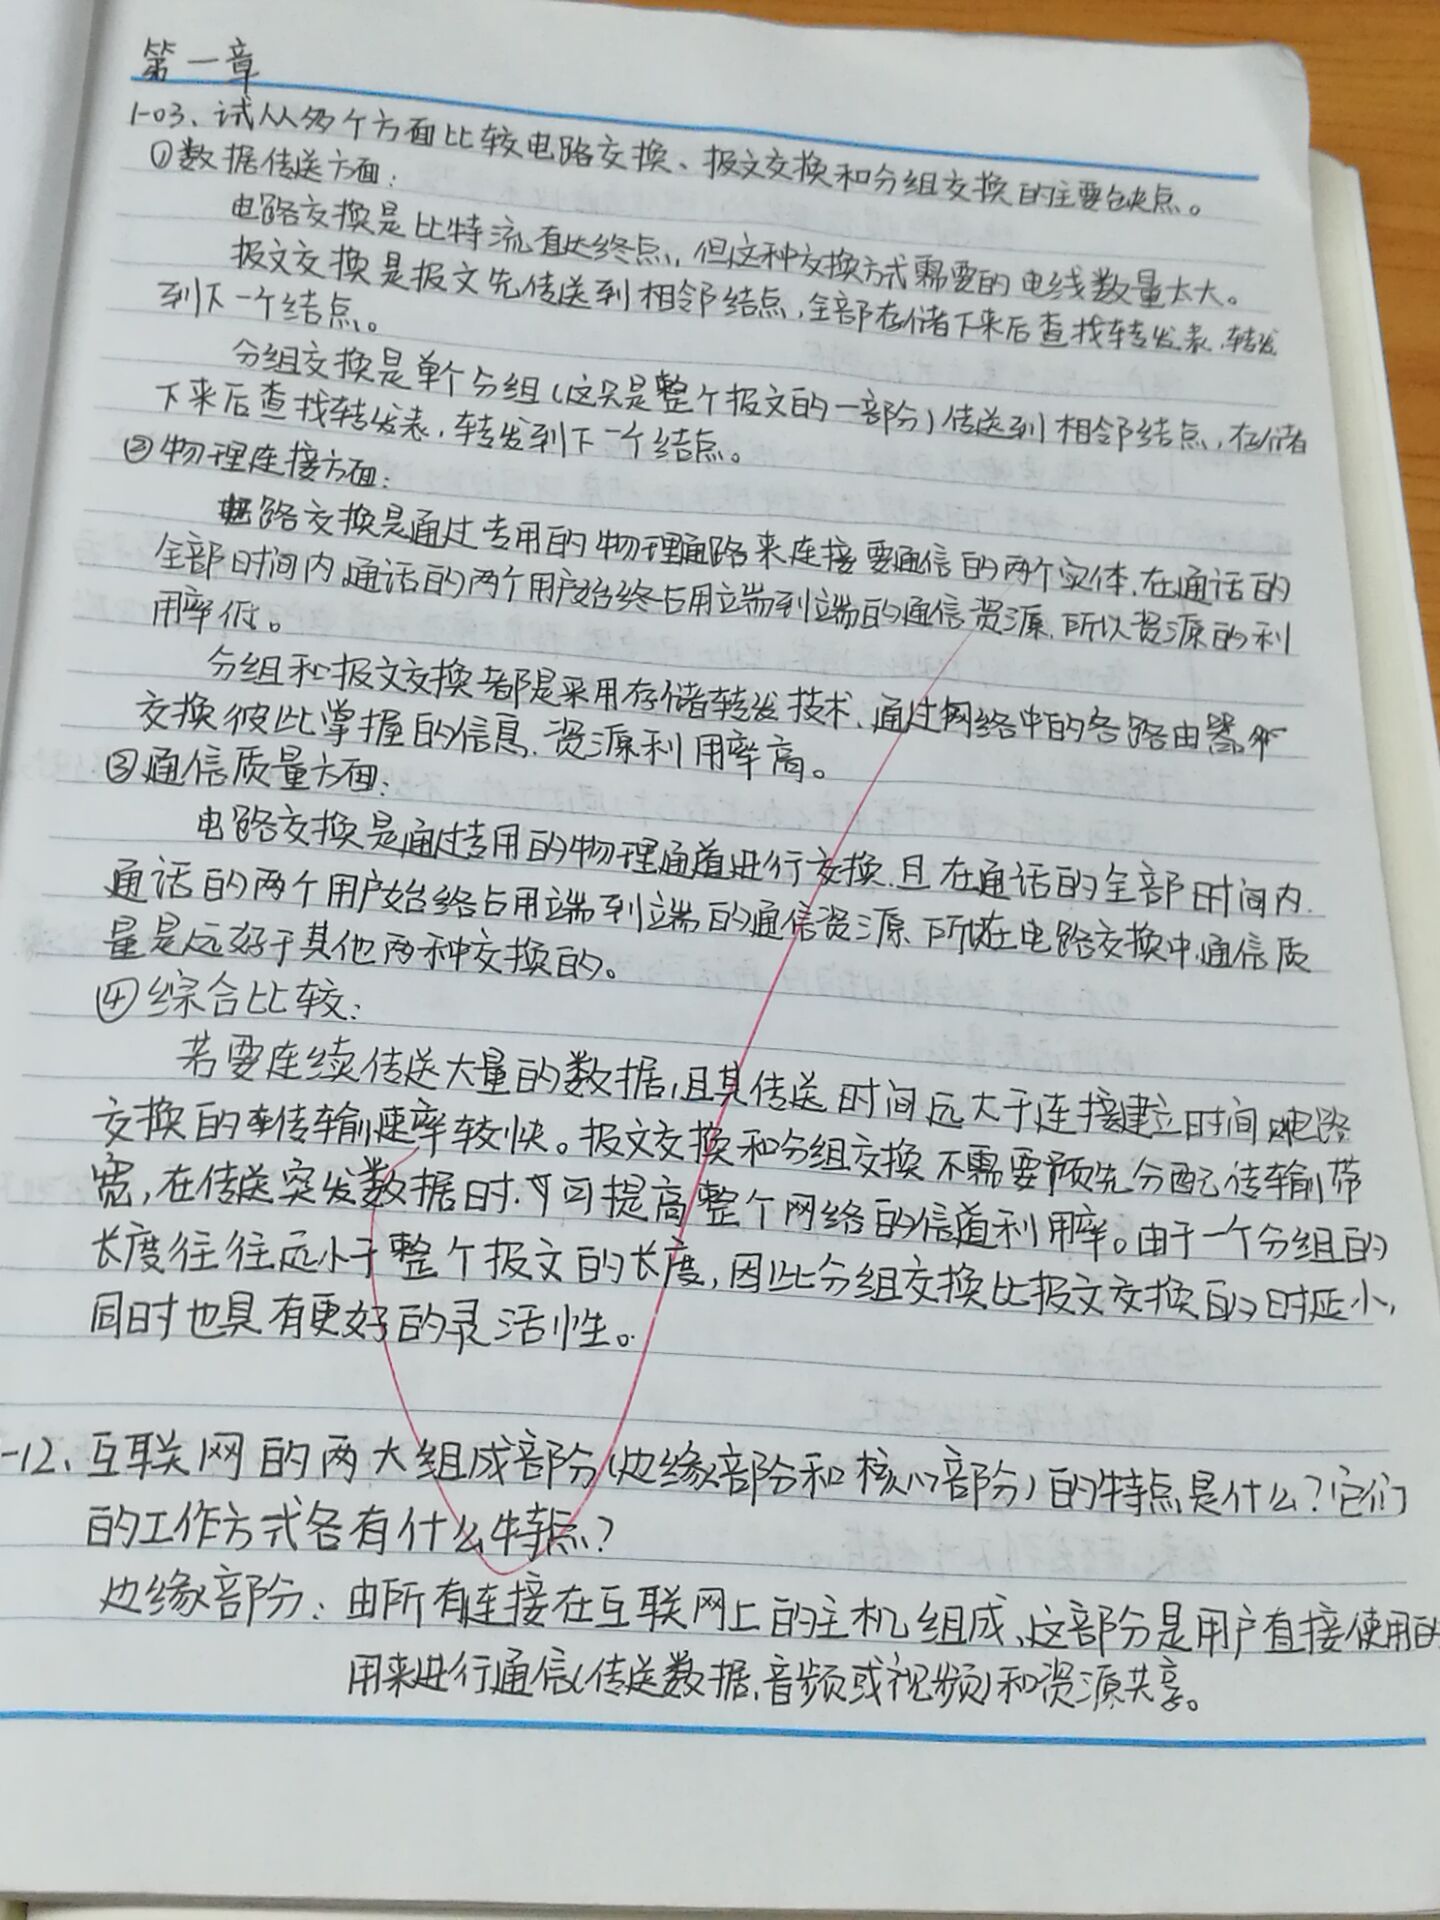 第一章
1-03、试从多个方面比较电路交换、报文交换和分组交换的主要优缺点。
①数据传送方面：
电路交换是比特流直达终点，但这种交换方式需要的电线数量太大。
报文交换是报文先传送到相邻结点，全部存储下来后查找转发表，转发
到下一个结点。
分组交换是单个分组（这只是整个报文的一部分）传送到相邻结点，存储
下来后查找转发表，转发到下一个结点。
②物理连接方面：
电路交换是通过专用的物理通路来连接要通信的两个实体，在通话的
全部时间内，通话的两个用户始终占用端到端的通信资源，所以资源的利
用率低。
分组和报文交换都是采用存储转发技术，通过网络中的各路由器
交换彼此掌握的信息，资源利用率高。
③通信质量方面：
电路交换是通过专用的物理通道进行交换，且在通话的全部时间内，
通话的两个用户始终占用端到端的通信资源，所以在电路交换中，通信质
量是远好于其他两种交换的。
④综合比较：
若要连续传送大量的数据，且其传送时间远大于连接建立时间，电路
交换的传输速率较快。报文交换和分组交换不需要预先分配传输带
宽，在传送突发数据时，可提高整个网络的信道利用率。由于一个分组的
长度往往远小于整个报文的长度，因此分组交换比报文交换的时延小，
同时也具有更好的灵活性。
-12、互联网的两大组成部分（边缘部分和核心部分）的特点是什么？它们
的工作方式各有什么特点？
边缘部分：由所有连接在互联网上的主机组成，这部分是用户直接使用的
用来进行通信（传送数据，音频或视频）和资源共享。